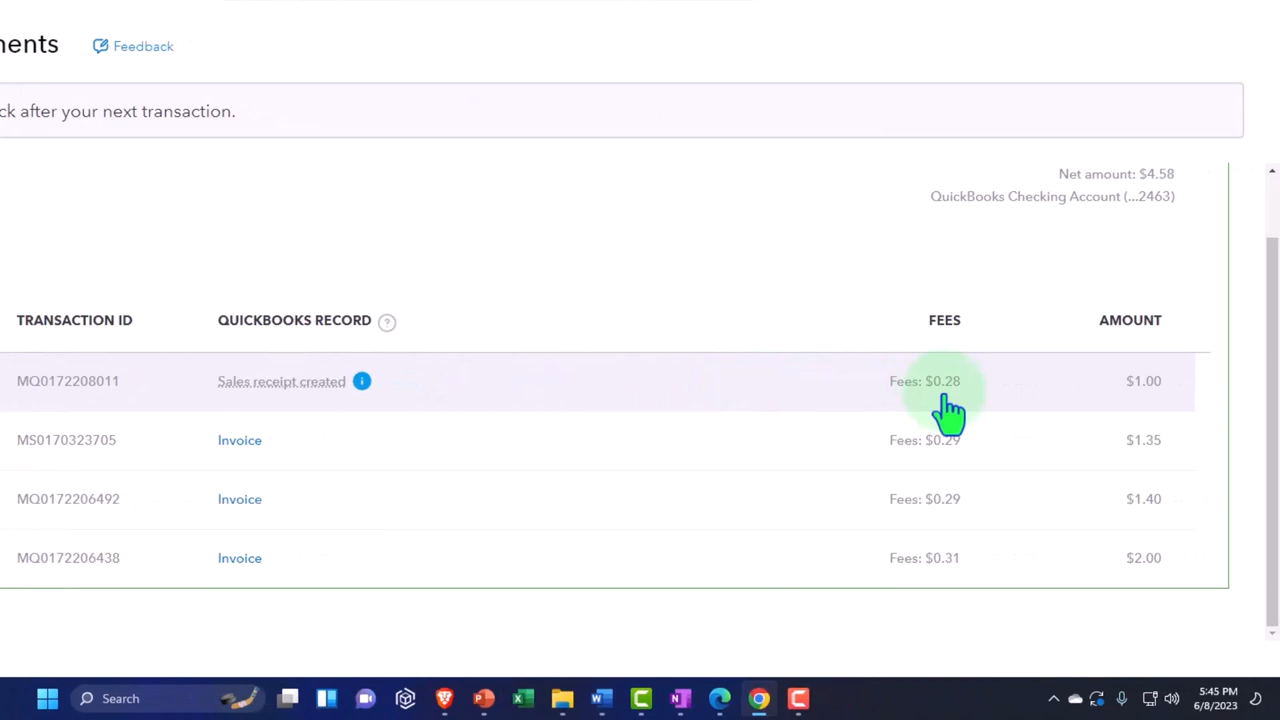 nents Feedback
ck after your next transaction.
Net amount: $4.58
QuickBooks Checking Account (...2463)
TRANSACTION ID QUICKBOOKS RECORD ? FEES AMOUNT
MQ0172208011 Sales receipt created i Fees: $0.28 $1.00
MS0170323705 Invoice Fees: $0.29 $1.35
MQ0172206492 Invoice Fees: $0.29 $1.40
MQ0172206438 Invoice Fees: $0.31 $2.00
Search 5:45 PM
6/8/2023